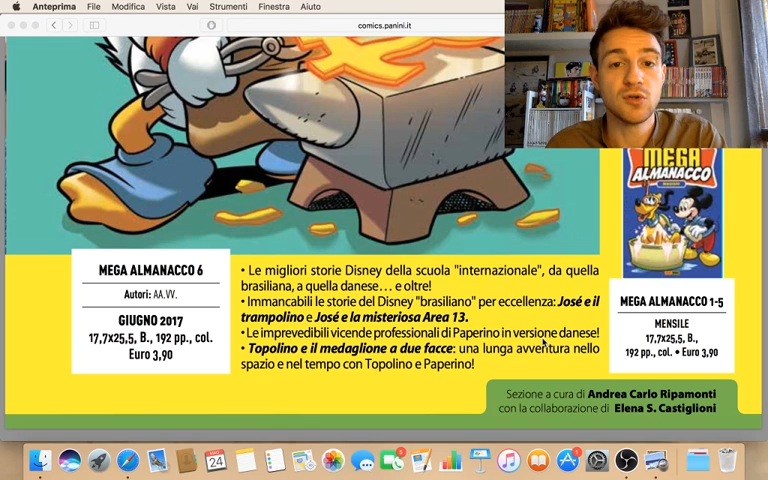 Anteprima File Modifica Vista Vai Strumenti Finestra Aiuto
comics.panini.it
MEGA
ALMANACCO
MEGA ALMANACCO 6
Autori: AA.VV.
GIUGNO 2017
17,7x25,5, B., 192 pp., col.
Euro 3,90
• Le migliori storie Disney della scuola "internazionale", da quella
brasiliana, a quella danese… e oltre!
• Immancabili le storie del Disney "brasiliano" per eccellenza: José e il
trampolino e José e la misteriosa Area 13.
• Le imprevedibili vicende professionali di Paperino in versione danese!
• Topolino e il medaglione a due facce: una lunga avventura nello
spazio e nel tempo con Topolino e Paperino!
MEGA ALMANACCO 1-5
MENSILE
17,7x25,5, B.,
192 pp., col. • Euro 3,90
Sezione a cura di Andrea Carlo Ripamonti
con la collaborazione di Elena S. Castiglioni
24